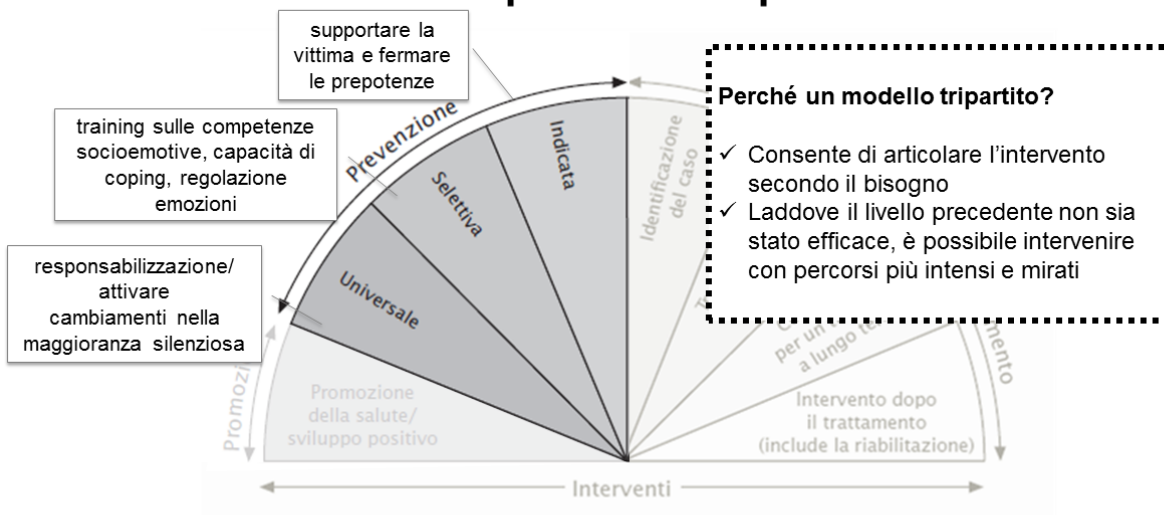 supportare la
vittima e fermare
le prepotenze
Perché un modello tripartito?
✓ Consente di articolare l’intervento
secondo il bisogno
✓ Laddove il livello precedente non sia
stato efficace, è possibile intervenire
con percorsi più intensi e mirati
training sulle competenze
socioemotive, capacità di
coping, regolazione
emozioni
responsabilizzazione/
attivare
cambiamenti nella
maggioranza silenziosa
Prevenzione
Universale
Selettiva
Indicata
Identificazione
del caso
per un
a lungo
Promozione
della salute/
sviluppo positivo
Intervento dopo
il trattamento
(include la riabilitazione)
Interventi